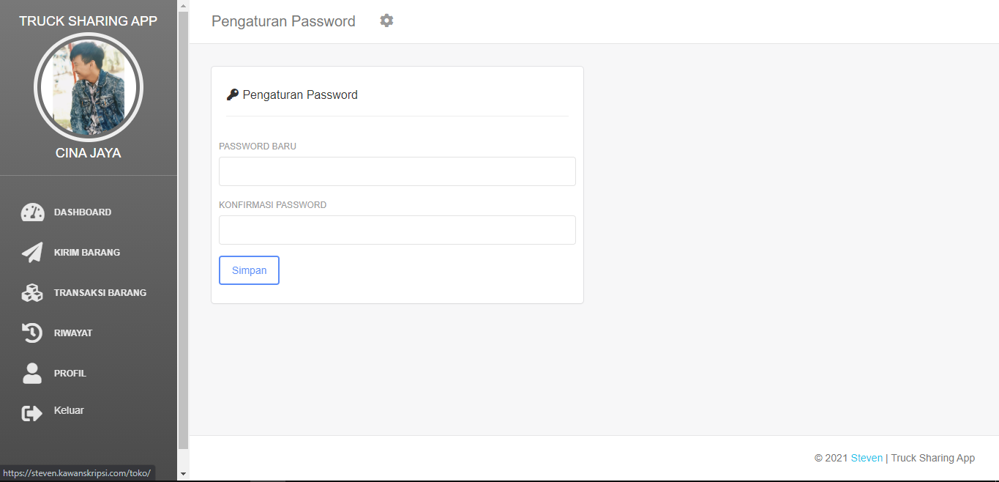 TRUCK SHARING APP
CINA JAYA
DASHBOARD
KIRIM BARANG
TRANSAKSI BARANG
RIWAYAT
PROFIL
Keluar
https://steven.kawanskripsi.com/toko/
Pengaturan Password
Pengaturan Password
PASSWORD BARU
KONFIRMASI PASSWORD
Simpan
© 2021 Steven | Truck Sharing App